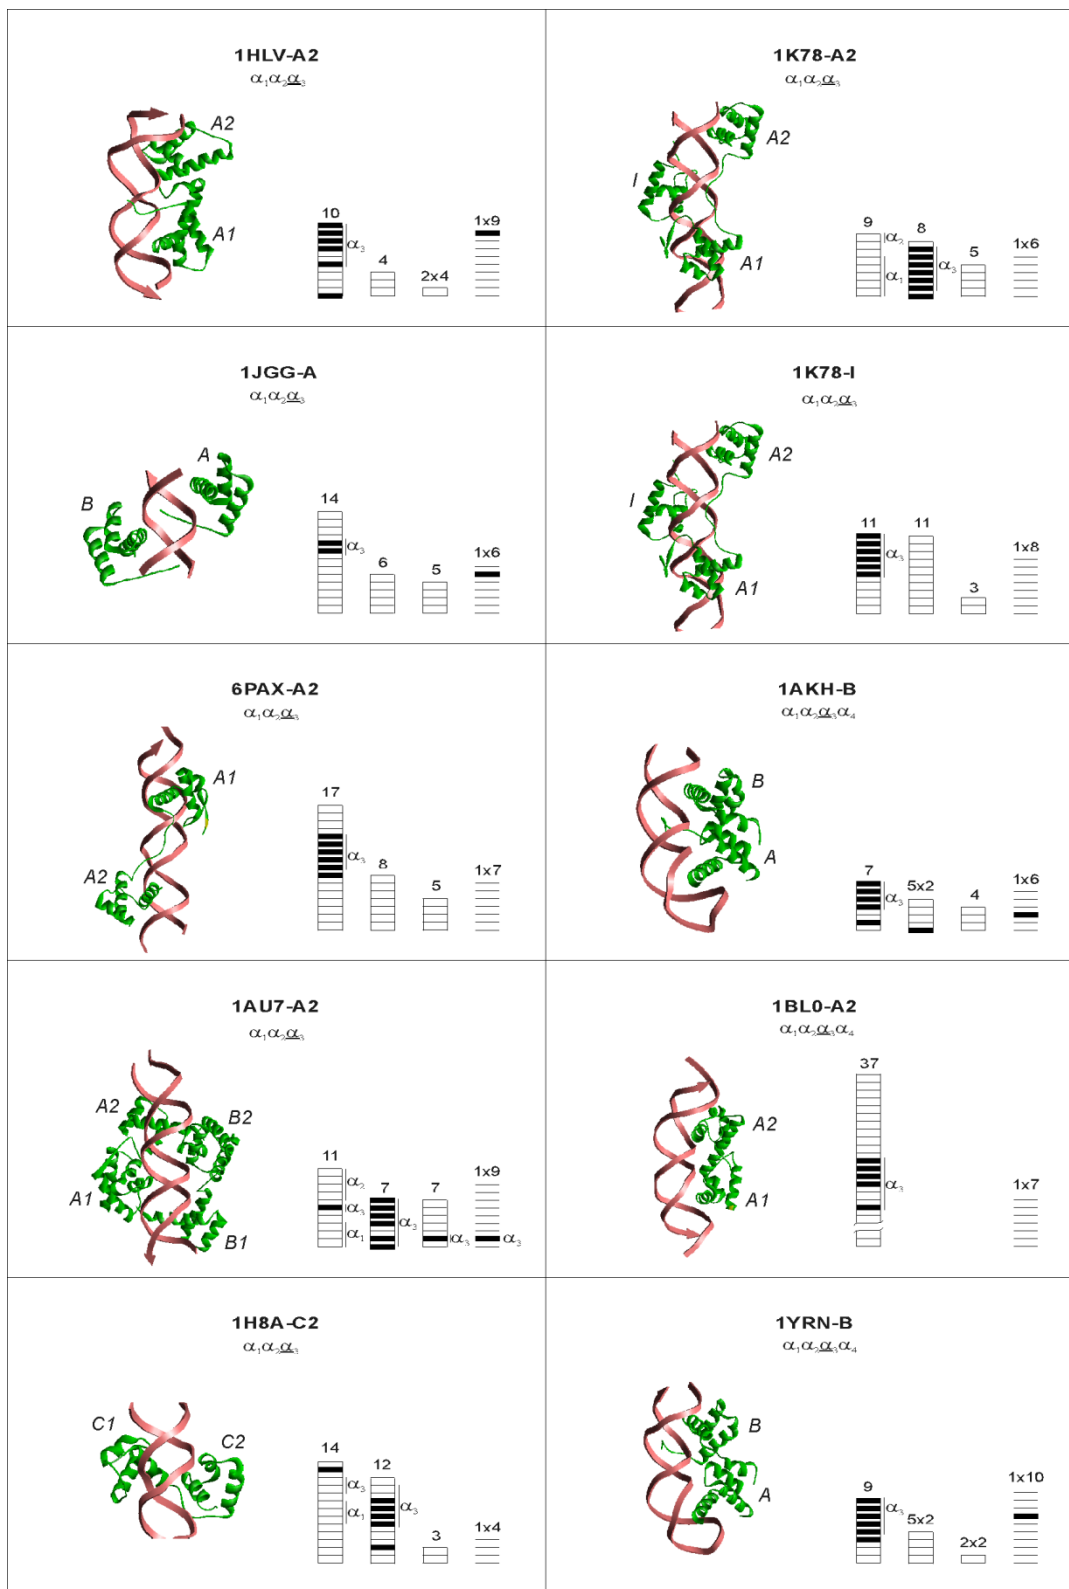 1HLV-A2
α₁α₂α₃
A2
A1
10
α₃
4
2x4
1x9
1K78-A2
α₁α₂α₃
A2
I
A1
9
α₂
α₁
8
α₃
5
1x6
1JGG-A
α₁α₂α₃
A
B
14
α₃
6
5
1x6
1K78-I
α₁α₂α₃
A2
I
A1
11
α₃
11
3
1x8
6PAX-A2
α₁α₂α₃
A1
A2
17
α₃
8
5
1x7
1AKH-B
α₁α₂α₃α₄
B
A
7
α₃
5x2
4
1x6
1AU7-A2
α₁α₂α₃
A2
B2
A1
B1
11
α₂
α₃
α₁
7
α₃
7
α₃
1x9
α₃
1BL0-A2
α₁α₂α₃α₄
A2
A1
37
α₃
1x7
1H8A-C2
α₁α₂α₃
C1
C2
14
α₃
α₁
12
α₃
3
1x4
1YRN-B
α₁α₂α₃α₄
B
A
9
α₃
5x2
2x2
1x10